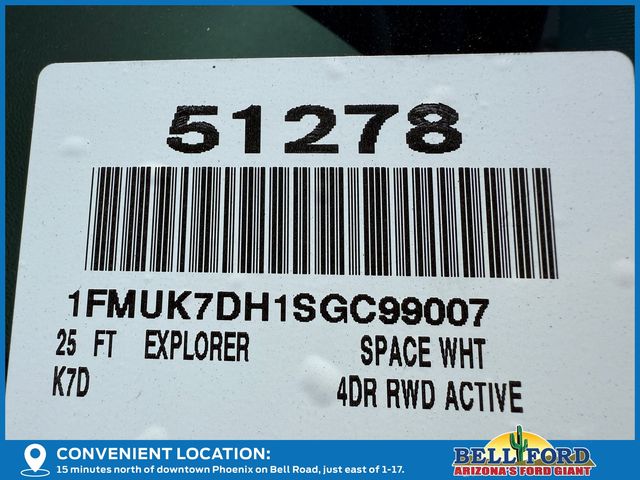 51278
1FMUK7DH1SGC99007
25 FT EXPLORER SPACE WHT
K7D 4DR RWD ACTIVE
CONVENIENT LOCATION:
15 minutes north of downtown Phoenix on Bell Road, just east of 1-17.
BELL FORD
ARIZONA'S FORD GIANT